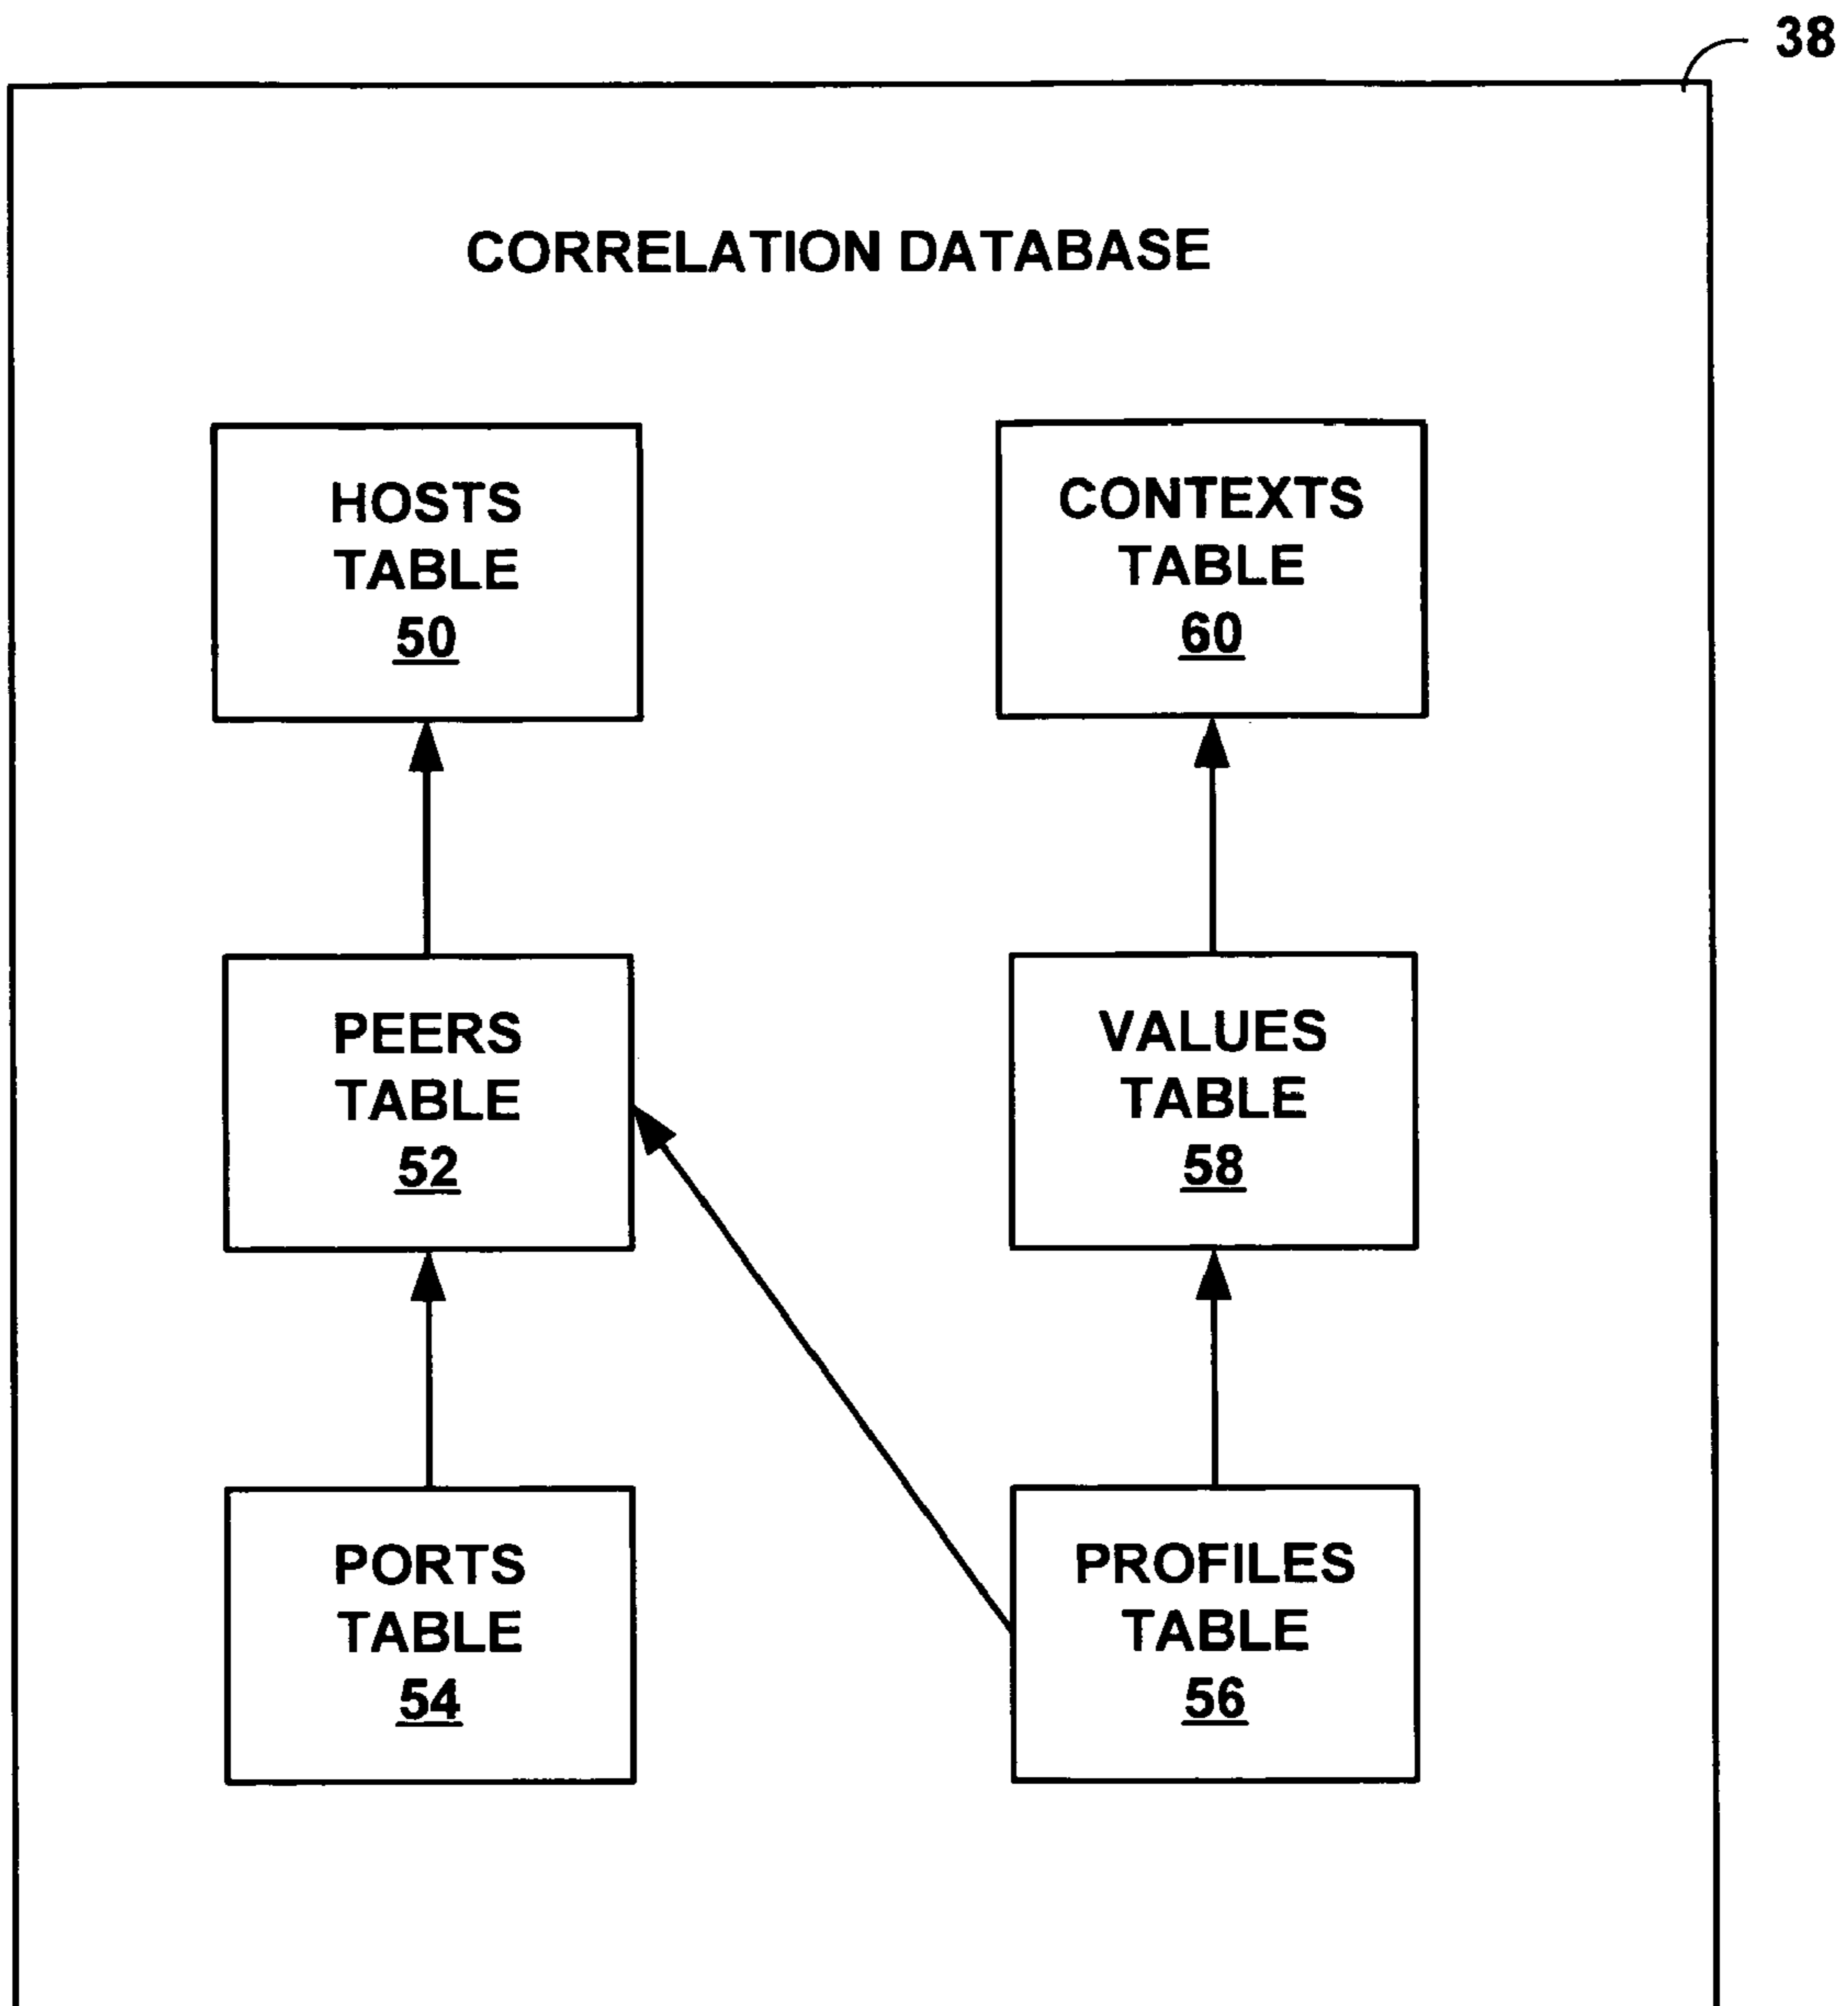 38
CORRELATION DATABASE
HOSTS
TABLE
50
CONTEXTS
TABLE
60
PEERS
TABLE
52
VALUES
TABLE
58
PORTS
TABLE
54
PROFILES
TABLE
56